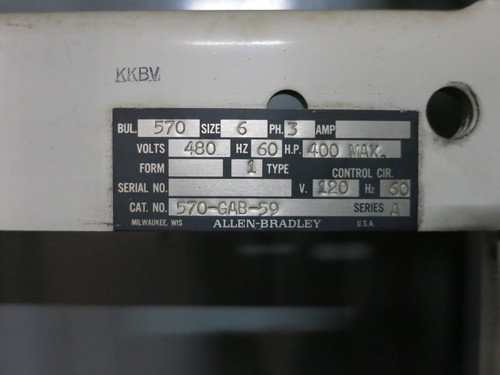 KKBV
BUL. 570 SIZE 6 PH. 3 AMP
VOLTS 480 HZ 60 H.P. 400 MAX.
FORM 1 TYPE CONTROL CIR.
SERIAL NO. V. 120 Hz 60
CAT. NO. 570-GAB-59 SERIES A
MILWAUKEE, WIS ALLEN-BRADLEY U.S.A.